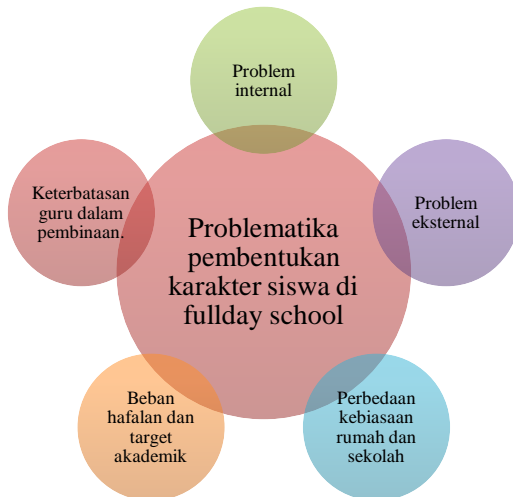 Problem
internal
Keterbatasan
guru dalam
pembinaan.
Problem
eksternal
Problematika
pembentukan
karakter siswa di
fullday school
Beban
hafalan dan
target
akademik
Perbedaan
kebiasaan
rumah dan
sekolah